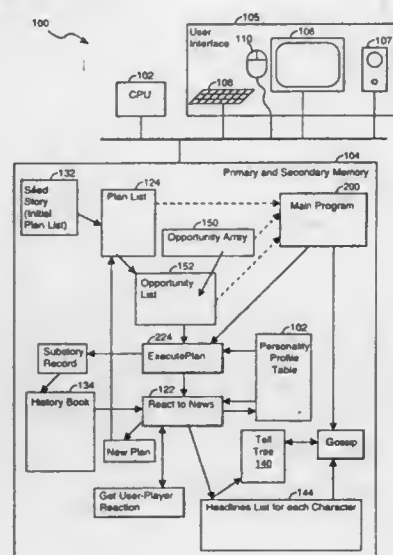 100
105
User
Interface
110
106
107
102
CPU
108
104
Primary and Secondary Memory
132
Seed
Story
(Initial
Plan List)
124
Plan List
150
Opportunity Array
200
Main Program
152
Opportunity
List
224
ExecutePlan
102
Personality
Profile
Table
Substory
Record
134
History Book
122
React to News
New Plan
Tell
Tree
140
Gossip
Get User-Player
Reaction
144
Headlines List for each Character